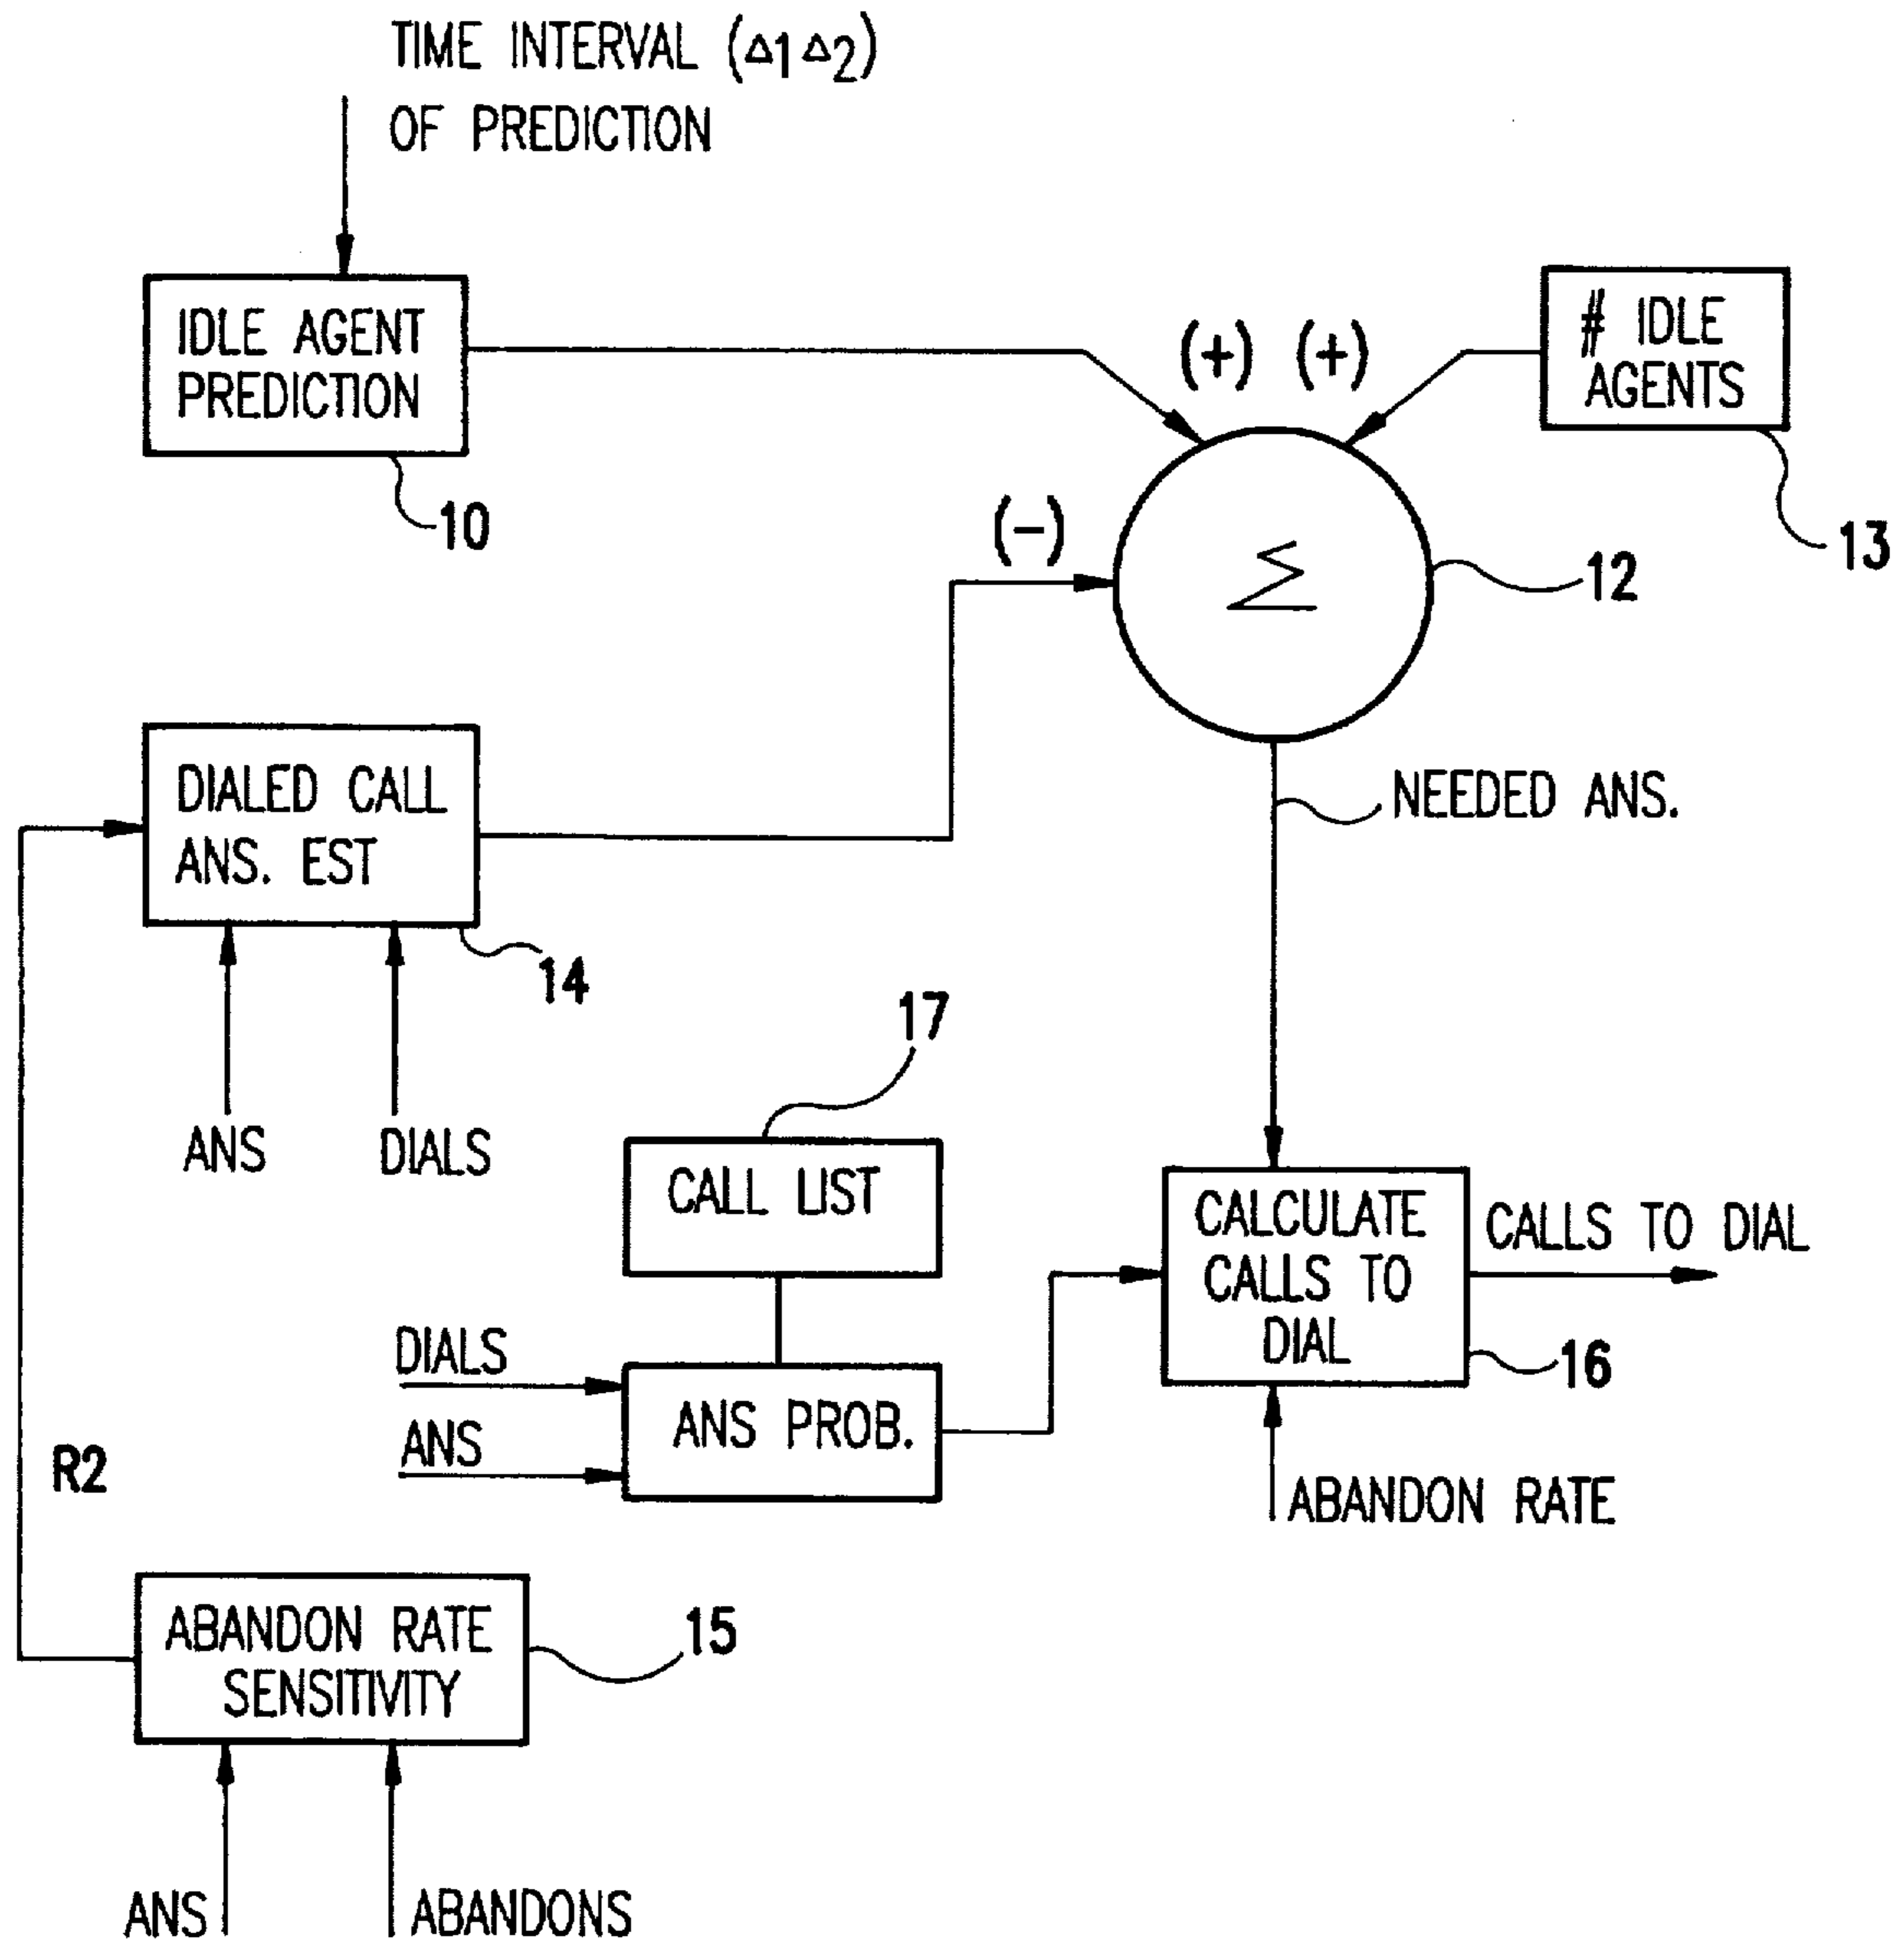 TIME INTERVAL (Δ1 Δ2)
OF PREDICTION
IDLE AGENT
PREDICTION
10
(+) (+)
# IDLE
AGENTS
13
(-)
Σ
12
DIALED CALL
ANS. EST
14
NEEDED ANS.
ANS
DIALS
17
CALL LIST
CALCULATE
CALLS TO
DIAL
CALLS TO DIAL
16
DIALS
ANS
ANS PROB.
ABANDON RATE
R2
ABANDON RATE
SENSITIVITY
15
ANS
ABANDONS